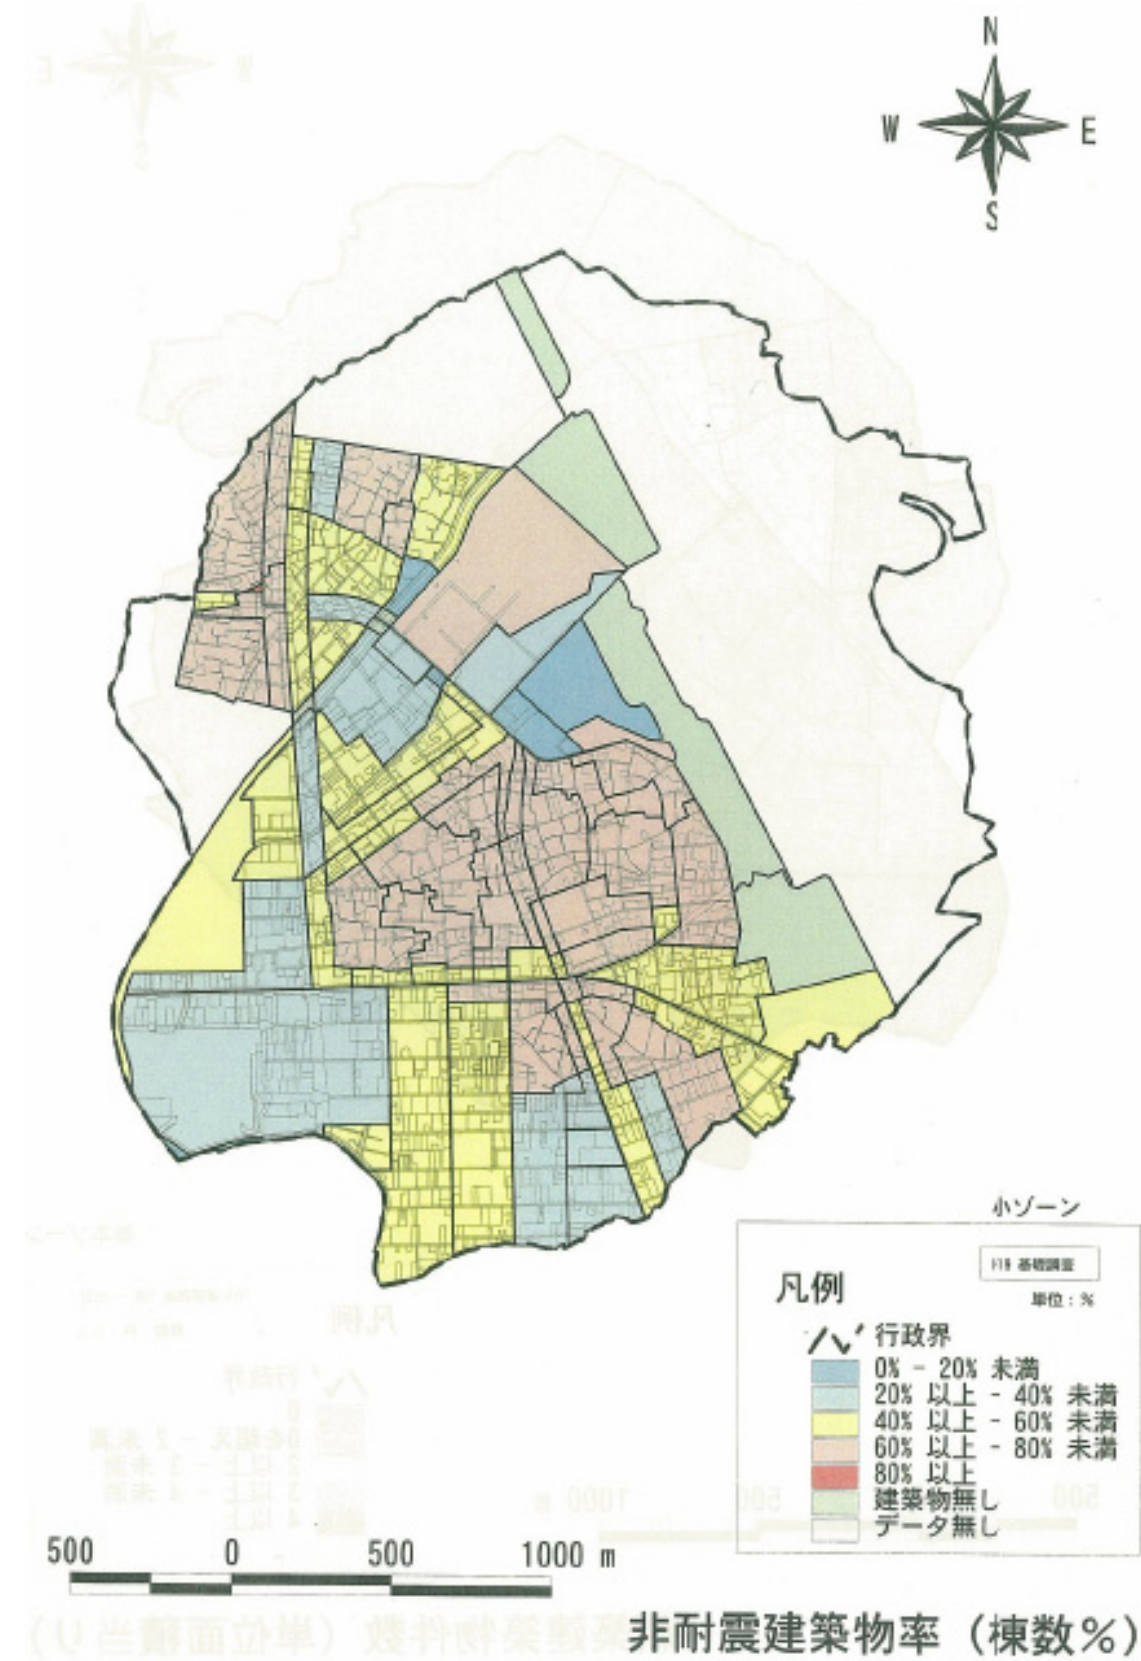 N
W
E
S
小ゾーン
基礎調査
単位：%
凡例
行政界
0% - 20% 未満
20% 以上 - 40% 未満
40% 以上 - 60% 未満
60% 以上 - 80% 未満
80% 以上
建築物無し
データ無し
500 0 500 1000 m
非耐震建築物率（棟数%）